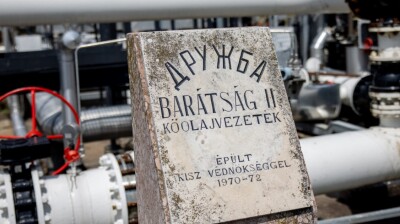 ДРУЖБА
BARÁTSÁG II
KŐOLAJVEZETÉK
ÉPÜLT
KISZ VÉDNÖKSÉGGEL
1970-72